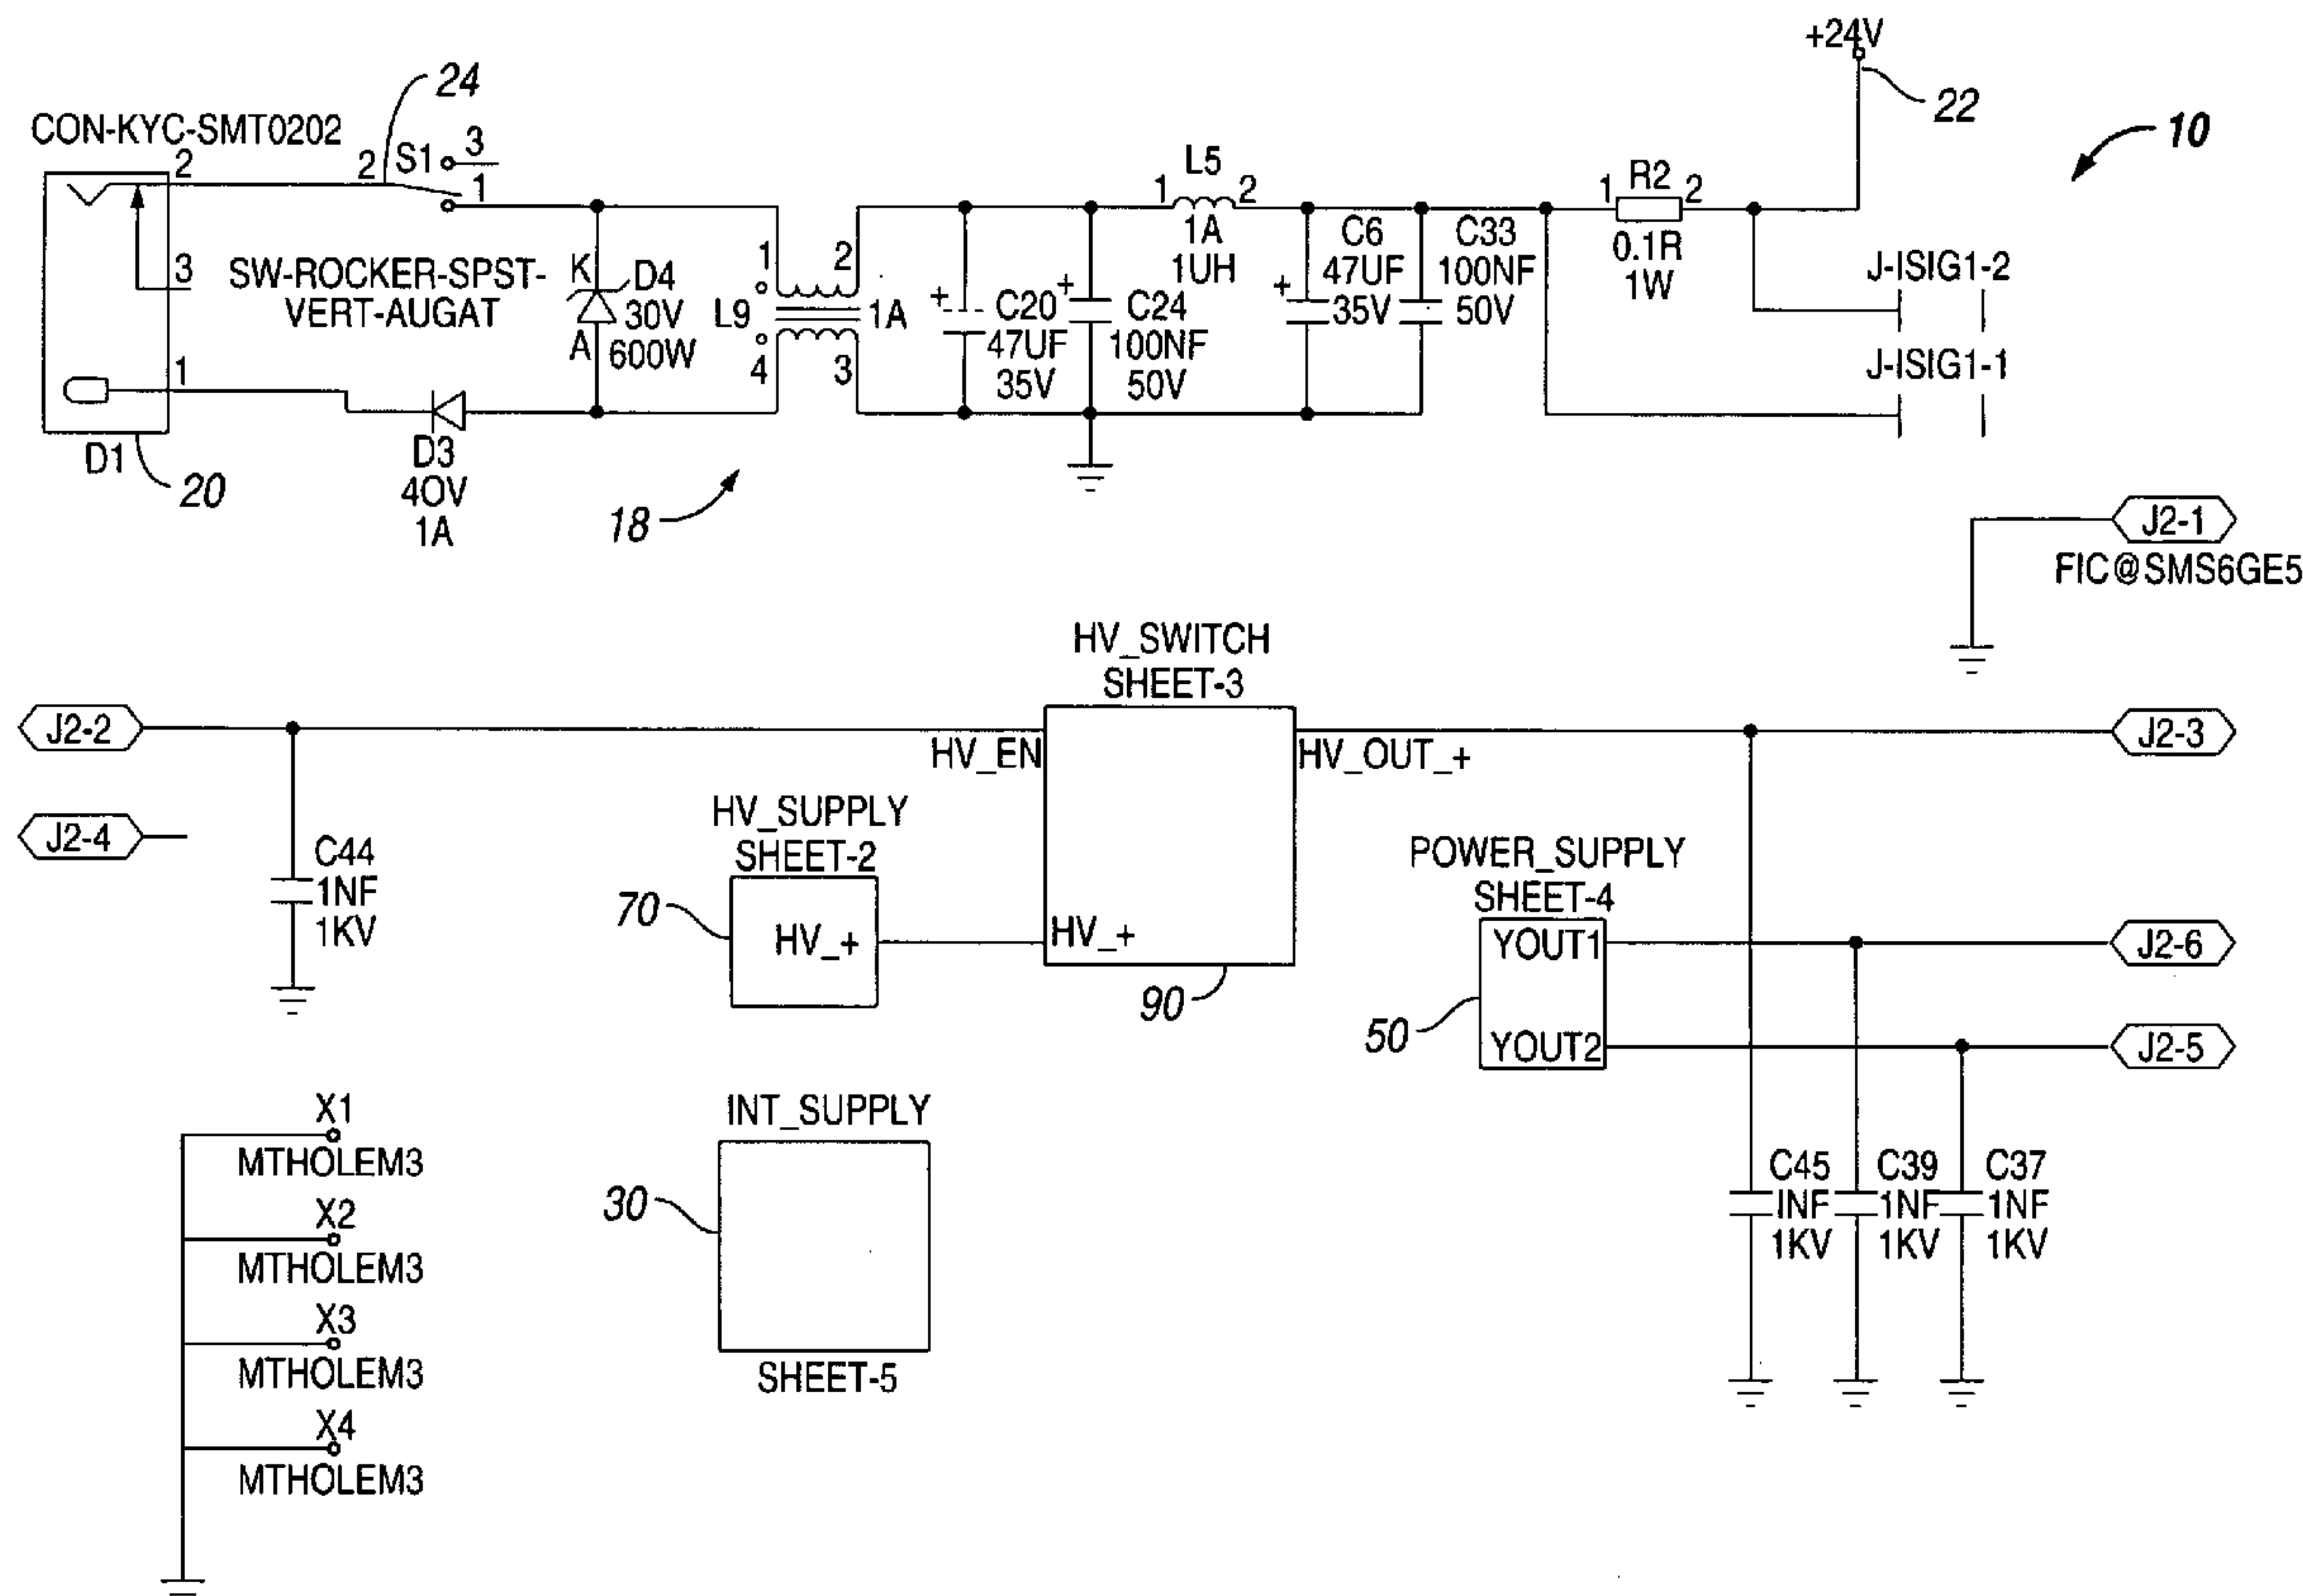 +24V
22
10
24
CON-KYC-SMT0202
2
3
1
D1
20
2
S1
3
1
SW-ROCKER-SPST-
VERT-AUGAT
D3
40V
1A
K
D4
30V
A
600W
18
1
2
L9
1A
4
3
+
C20
47UF
35V
+
C24
100NF
50V
L5
1
2
1A
1UH
+
C6
47UF
35V
C33
100NF
50V
1
R2
2
0.1R
1W
J-ISIG1-2
J-ISIG1-1
J2-1
FIC@SMS6GE5
HV_SWITCH
SHEET-3
J2-2
HV_EN
HV_OUT_+
J2-3
J2-4
C44
1NF
1KV
HV_SUPPLY
SHEET-2
70
HV_+
HV_+
90
POWER_SUPPLY
SHEET-4
YOUT1
J2-6
50
YOUT2
J2-5
X1
MTHOLEM3
X2
MTHOLEM3
X3
MTHOLEM3
X4
MTHOLEM3
INT_SUPPLY
30
SHEET-5
C45
INF
1KV
C39
1NF
1KV
C37
1NF
1KV